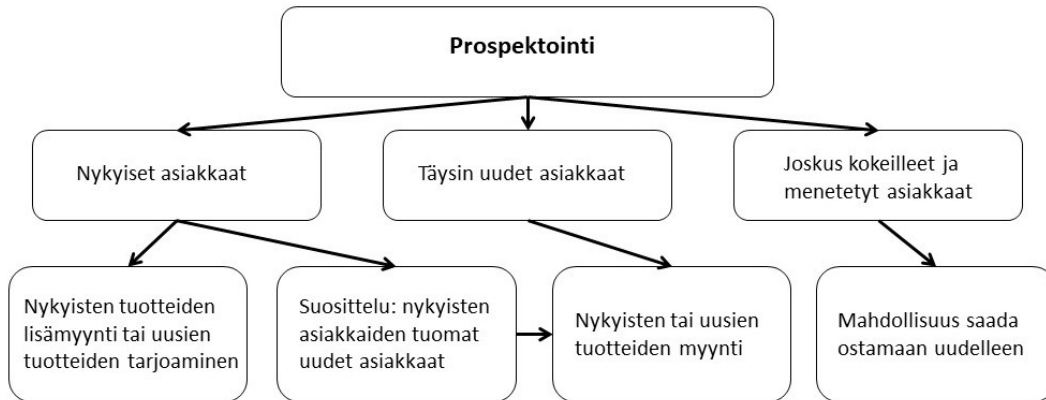 Prospektointi
Nykyiset asiakkaat
Täysin uudet asiakkaat
Joskus kokeilleet ja
menetetyt asiakkaat
Nykyisten tuotteiden
lisämyynti tai uusien
tuotteiden tarjoaminen
Suosittelu: nykyisten
asiakkaiden tuomat
uudet asiakkaat
Nykyisten tai uusien
tuotteiden myynti
Mahdollisuus saada
ostamaan uudelleen